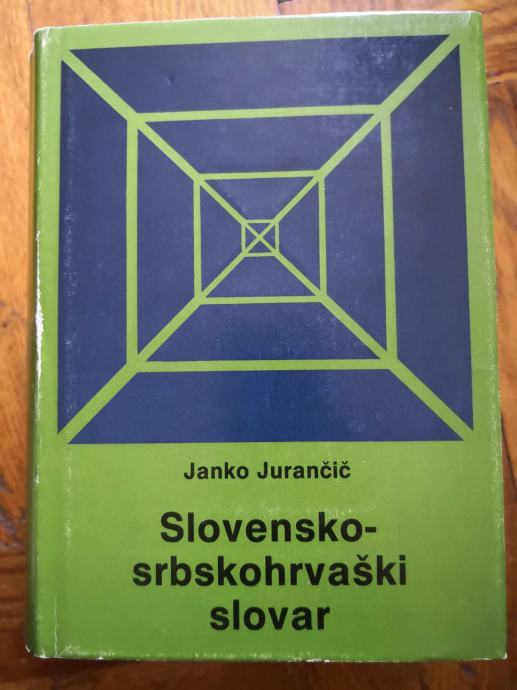 Janko Jurančič
Slovensko-
srbskohrvaški
slovar